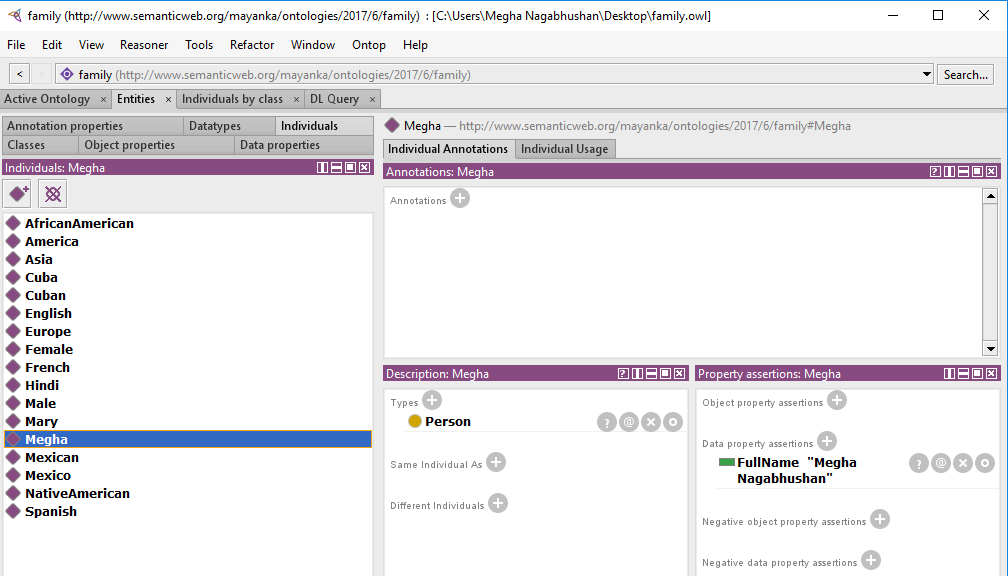 family (http://www.semanticweb.org/mayanka/ontologies/2017/6/family) : [C:\Users\Megha Nagabhushan\Desktop\family.owl]
File Edit View Reasoner Tools Refactor Window Ontop Help
< > family (http://www.semanticweb.org/mayanka/ontologies/2017/6/family) Search...
Active Ontology × Entities × Individuals by class × DL Query ×
Annotation properties Datatypes Individuals
Classes Object properties Data properties
Individuals: Megha
AfricanAmerican
America
Asia
Cuba
Cuban
English
Europe
Female
French
Hindi
Male
Mary
Megha
Mexican
Mexico
NativeAmerican
Spanish
Megha — http://www.semanticweb.org/mayanka/ontologies/2017/6/family#Megha
Individual Annotations Individual Usage
Annotations: Megha
Annotations
Description: Megha
Types
Person
Same Individual As
Different Individuals
Property assertions: Megha
Object property assertions
Data property assertions
FullName "Megha
Nagabhushan"
Negative object property assertions
Negative data property assertions